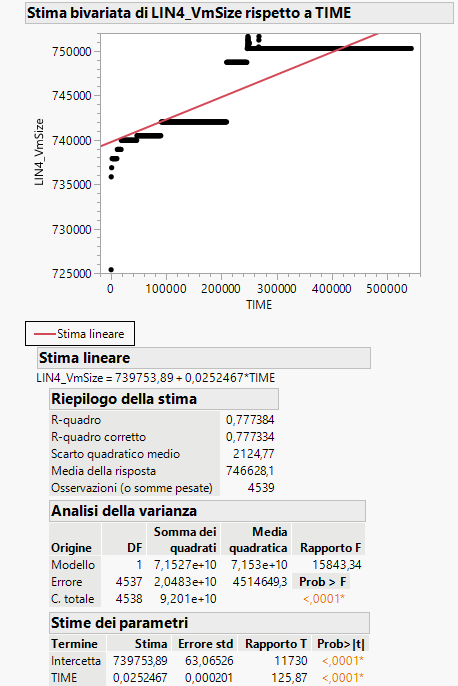 Stima bivariata di LIN4_VmSize rispetto a TIME
750000
745000
740000
735000
730000
725000
LIN4_VmSize
0 100000 200000 300000 400000 500000
TIME
Stima lineare
Stima lineare
LIN4_VmSize = 739753,89 + 0,0252467*TIME
Riepilogo della stima
R-quadro 0,777384
R-quadro corretto 0,777334
Scarto quadratico medio 2124,77
Media della risposta 746628,1
Osservazioni (o somme pesate) 4539
Analisi della varianza
Origine DF Somma dei quadrati Media quadratica Rapporto F
Modello 1 7,1527e+10 7,153e+10 15843,34
Errore 4537 2,0483e+10 4514649,3 Prob > F
C. totale 4538 9,201e+10 <,0001*
Stime dei parametri
Termine Stima Errore std Rapporto T Prob>|t|
Intercetta 739753,89 63,06526 11730 <,0001*
TIME 0,0252467 0,000201 125,87 <,0001*